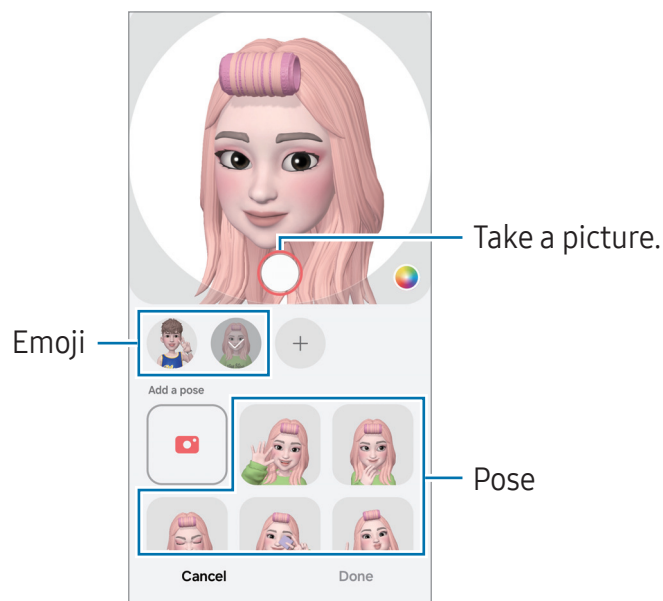 Take a picture.
Emoji
+
Add a pose
Pose
Cancel
Done